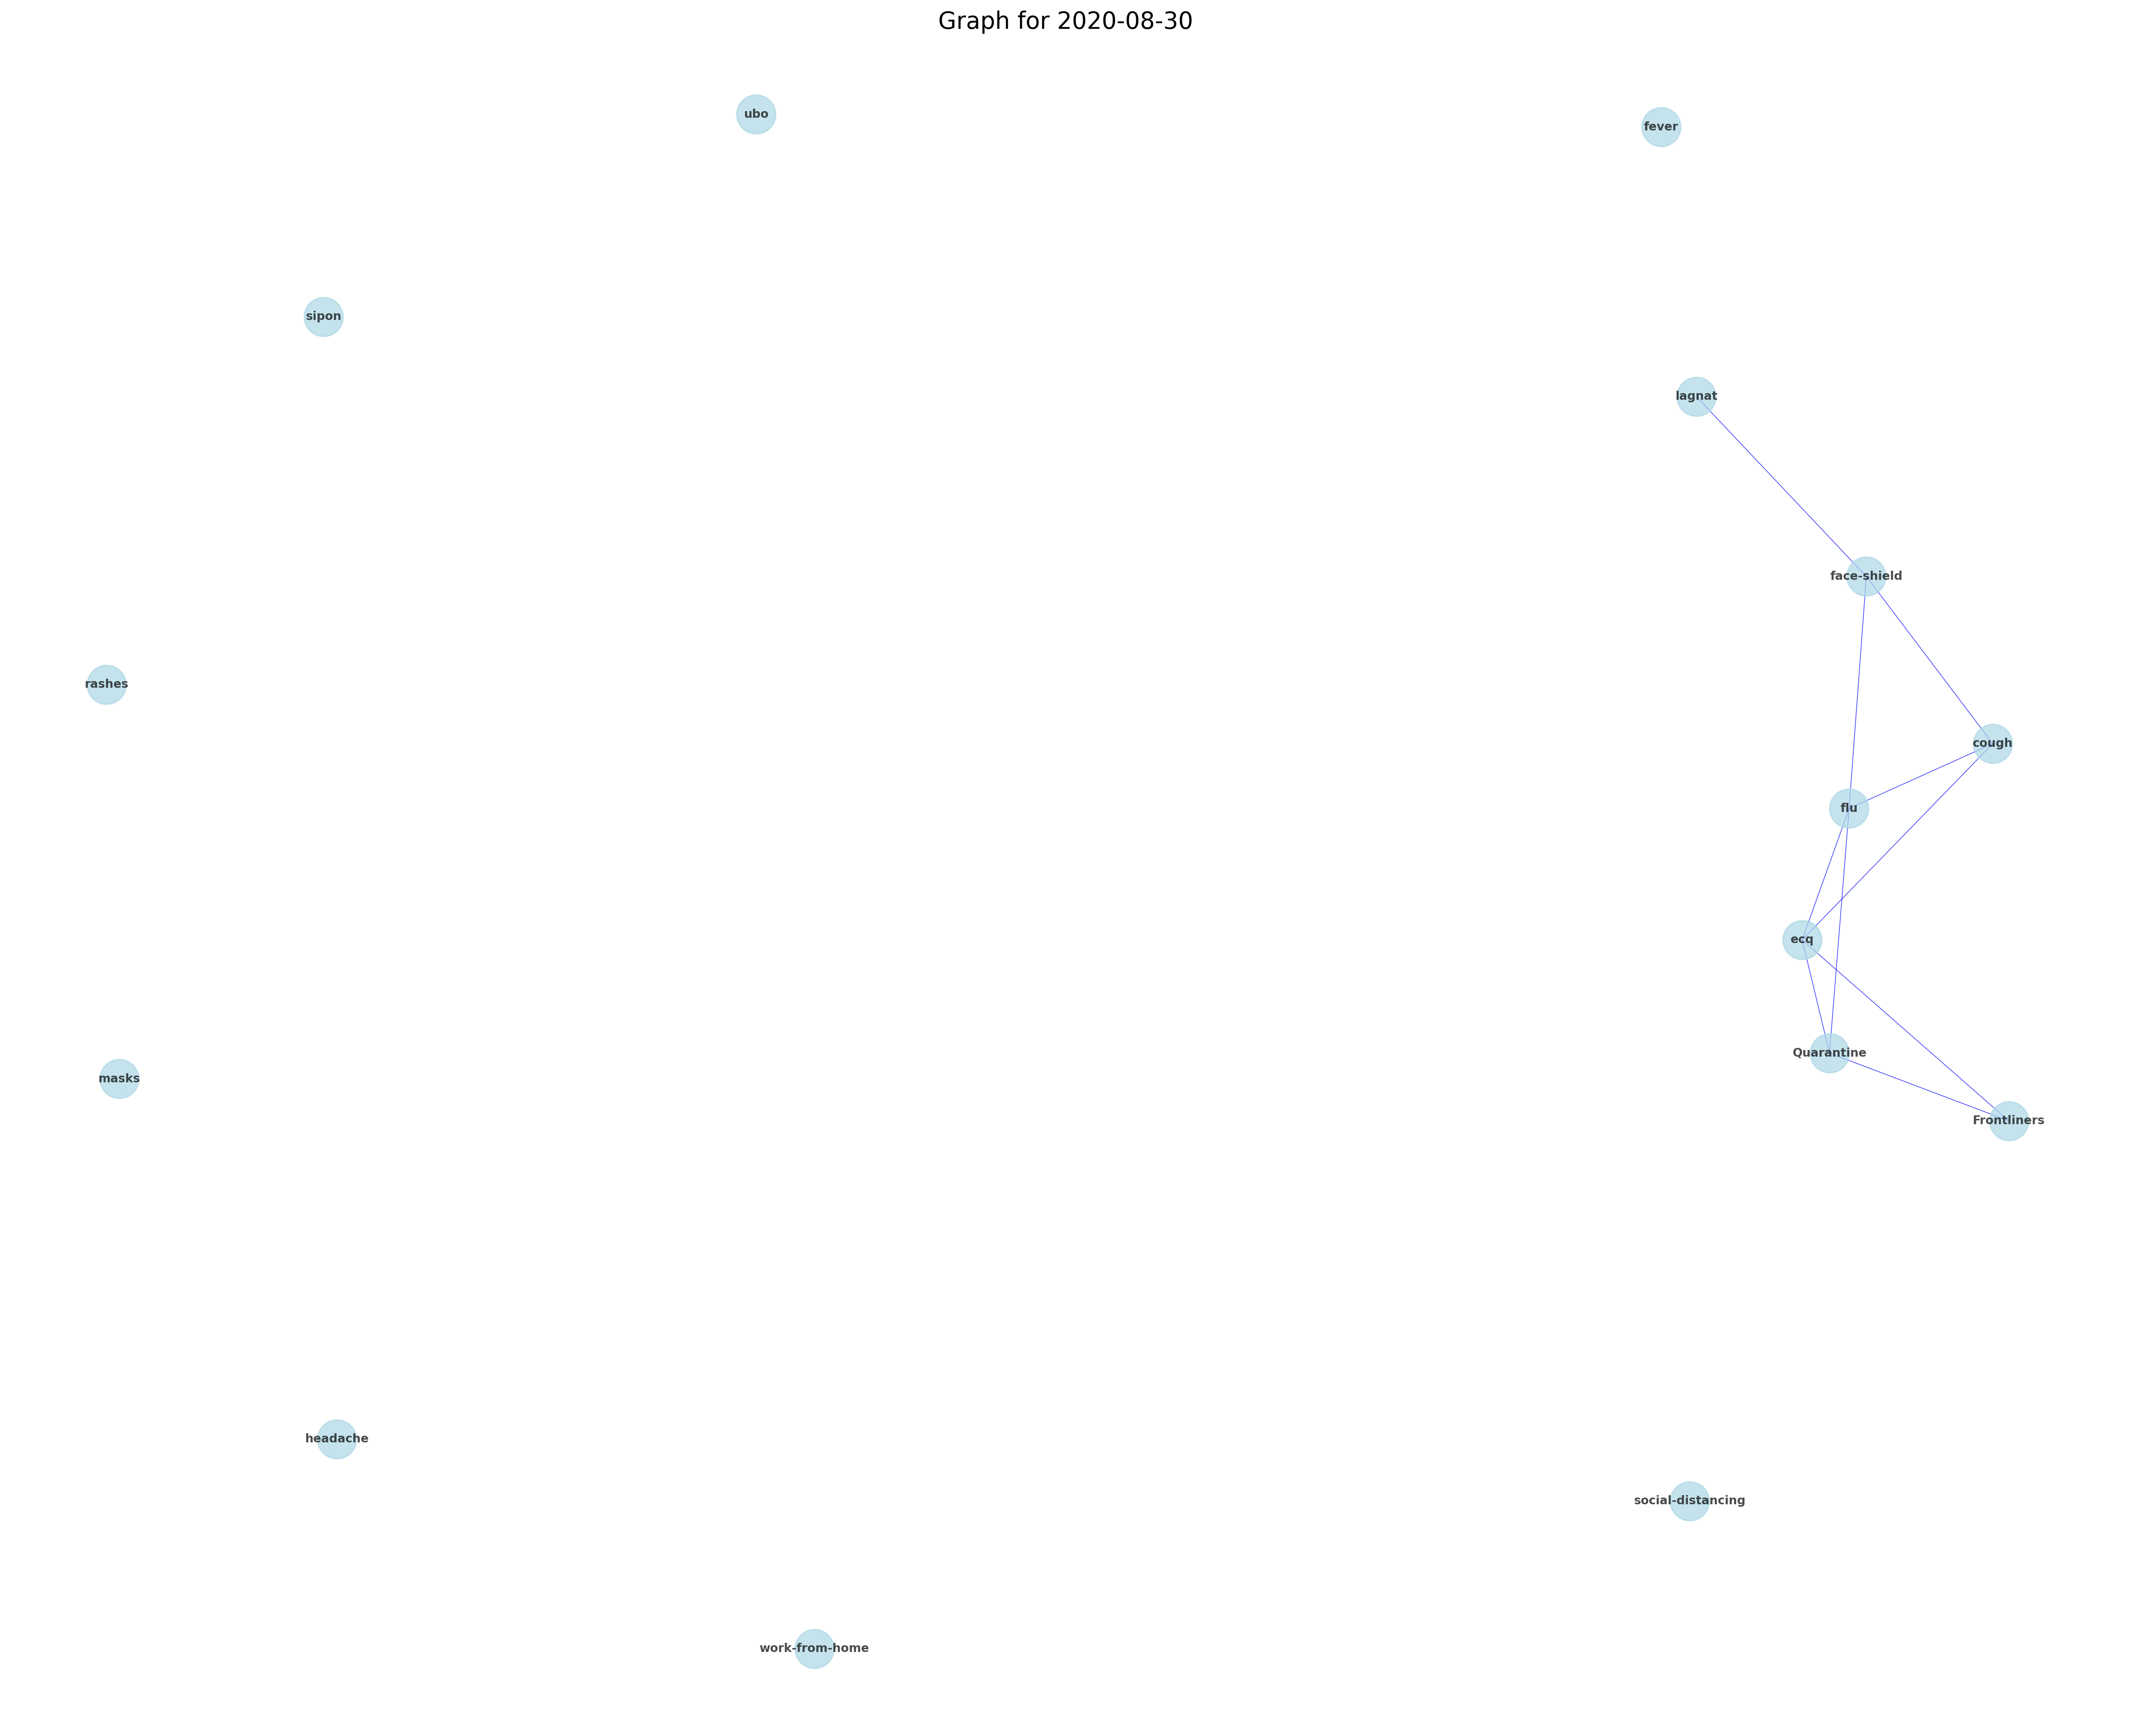 Graph for 2020-08-30
ubo
fever
sipon
lagnat
face-shield
rashes
cough
flu
ecq
Quarantine
masks
Frontliners
headache
social-distancing
work-from-home